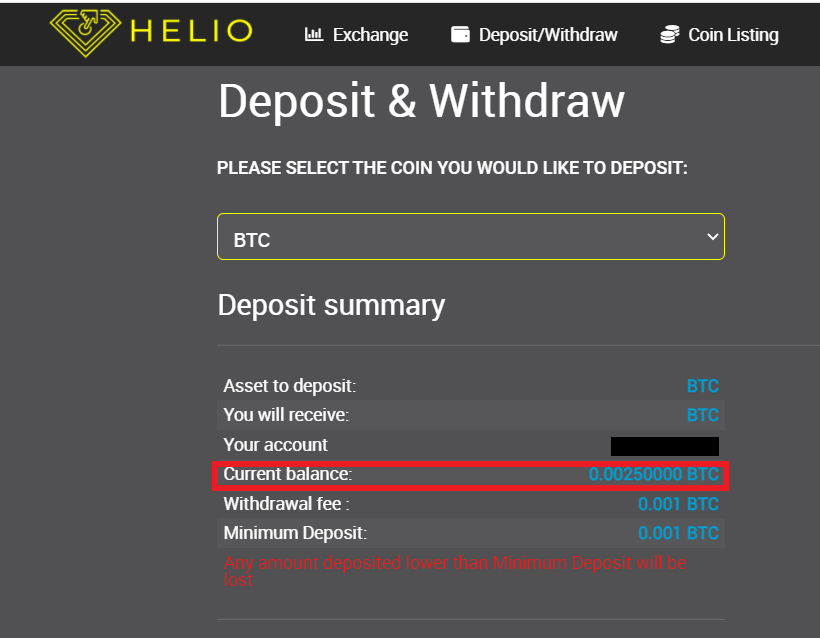 HELIO Exchange Deposit/Withdraw Coin Listing
Deposit & Withdraw
PLEASE SELECT THE COIN YOU WOULD LIKE TO DEPOSIT:
BTC
Deposit summary
Asset to deposit: BTC
You will receive: BTC
Your account
Current balance: 0.00250000 BTC
Withdrawal fee : 0.001 BTC
Minimum Deposit: 0.001 BTC
Any amount deposited lower than Minimum Deposit will be
lost